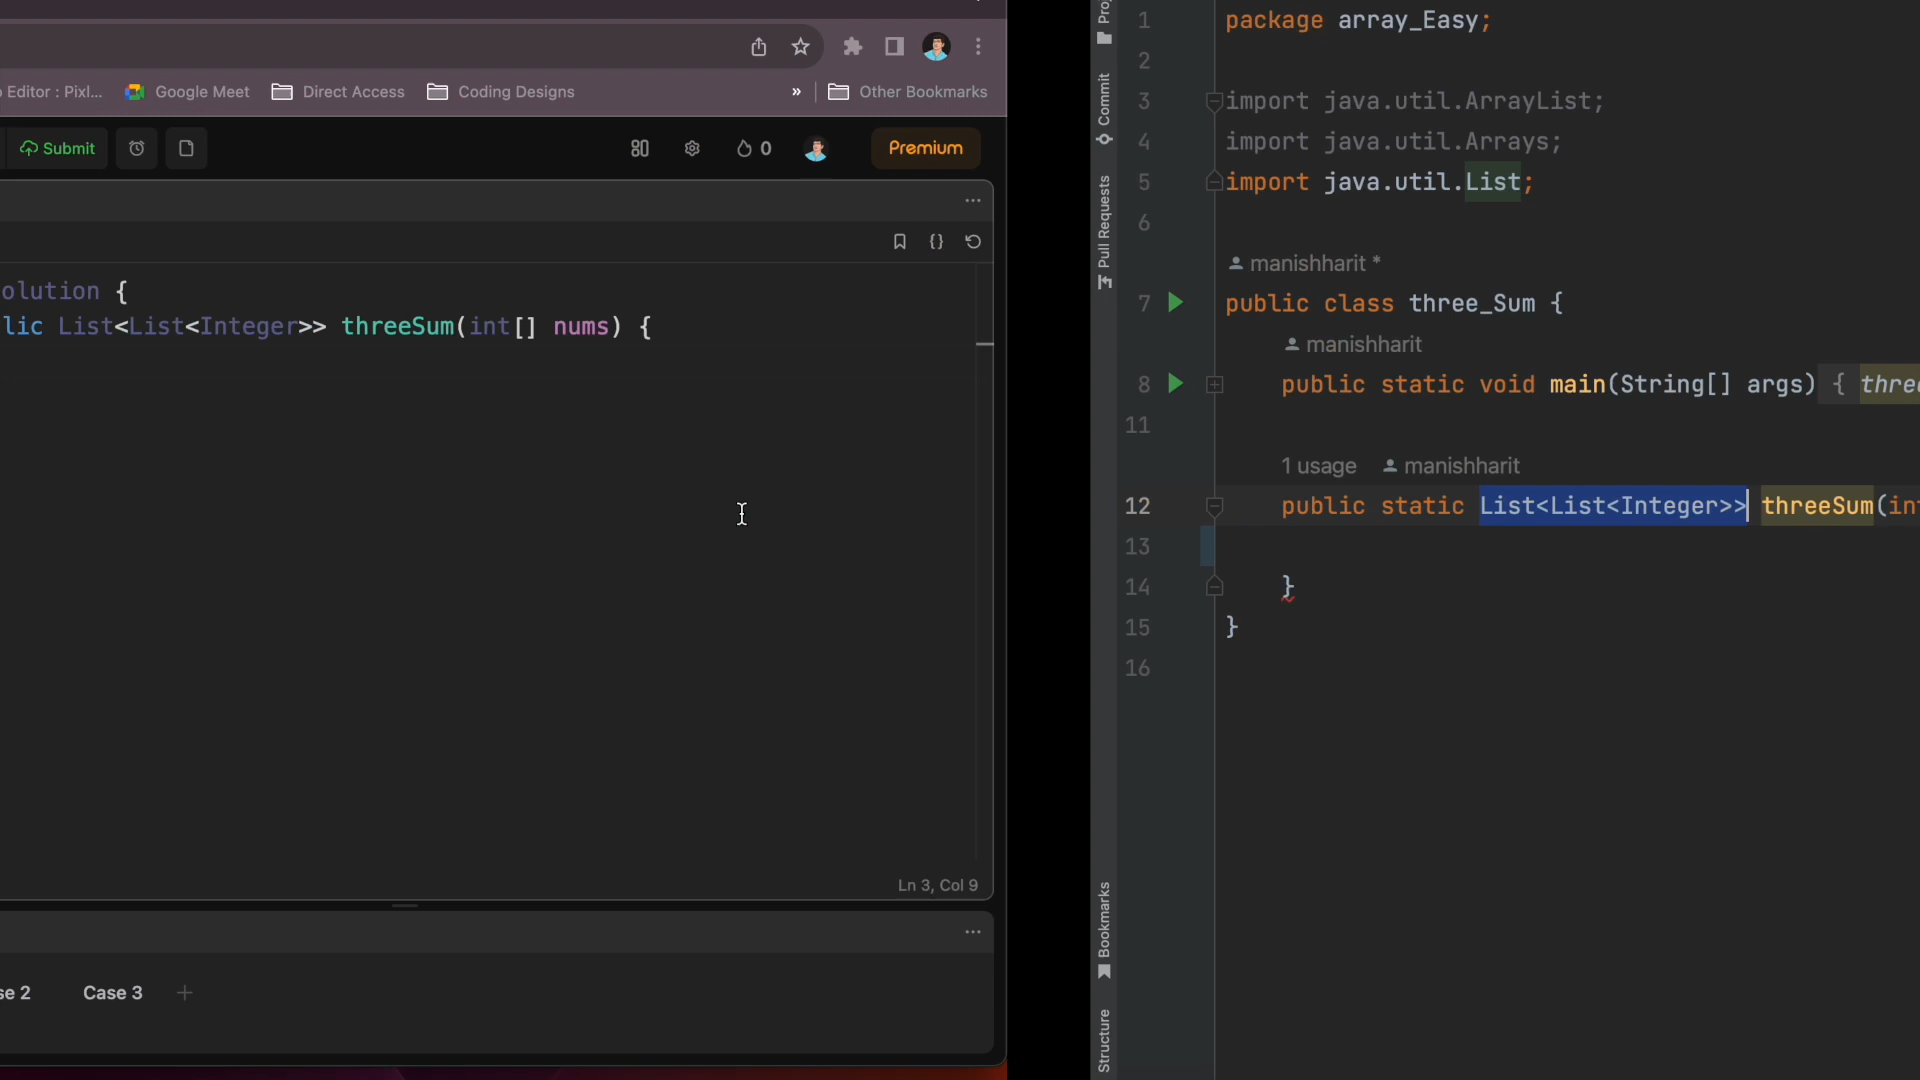 Editor : Pixl...
Google Meet
Direct Access
Coding Designs
»
Other Bookmarks
Submit
0
Premium
olution {
lic List<List<Integer>> threeSum(int[] nums) {
Ln 3, Col 9
se 2
Case 3
+
Commit
Pull Requests
Bookmarks
Structure
1 package array_Easy;
2
3 import java.util.ArrayList;
4 import java.util.Arrays;
5 import java.util.List;
6
manishharit *
7 public class three_Sum {
manishharit
8 public static void main(String[] args) { three
11
1 usage manishharit
12 public static List<List<Integer>> threeSum(int
13
14 }
15 }
16